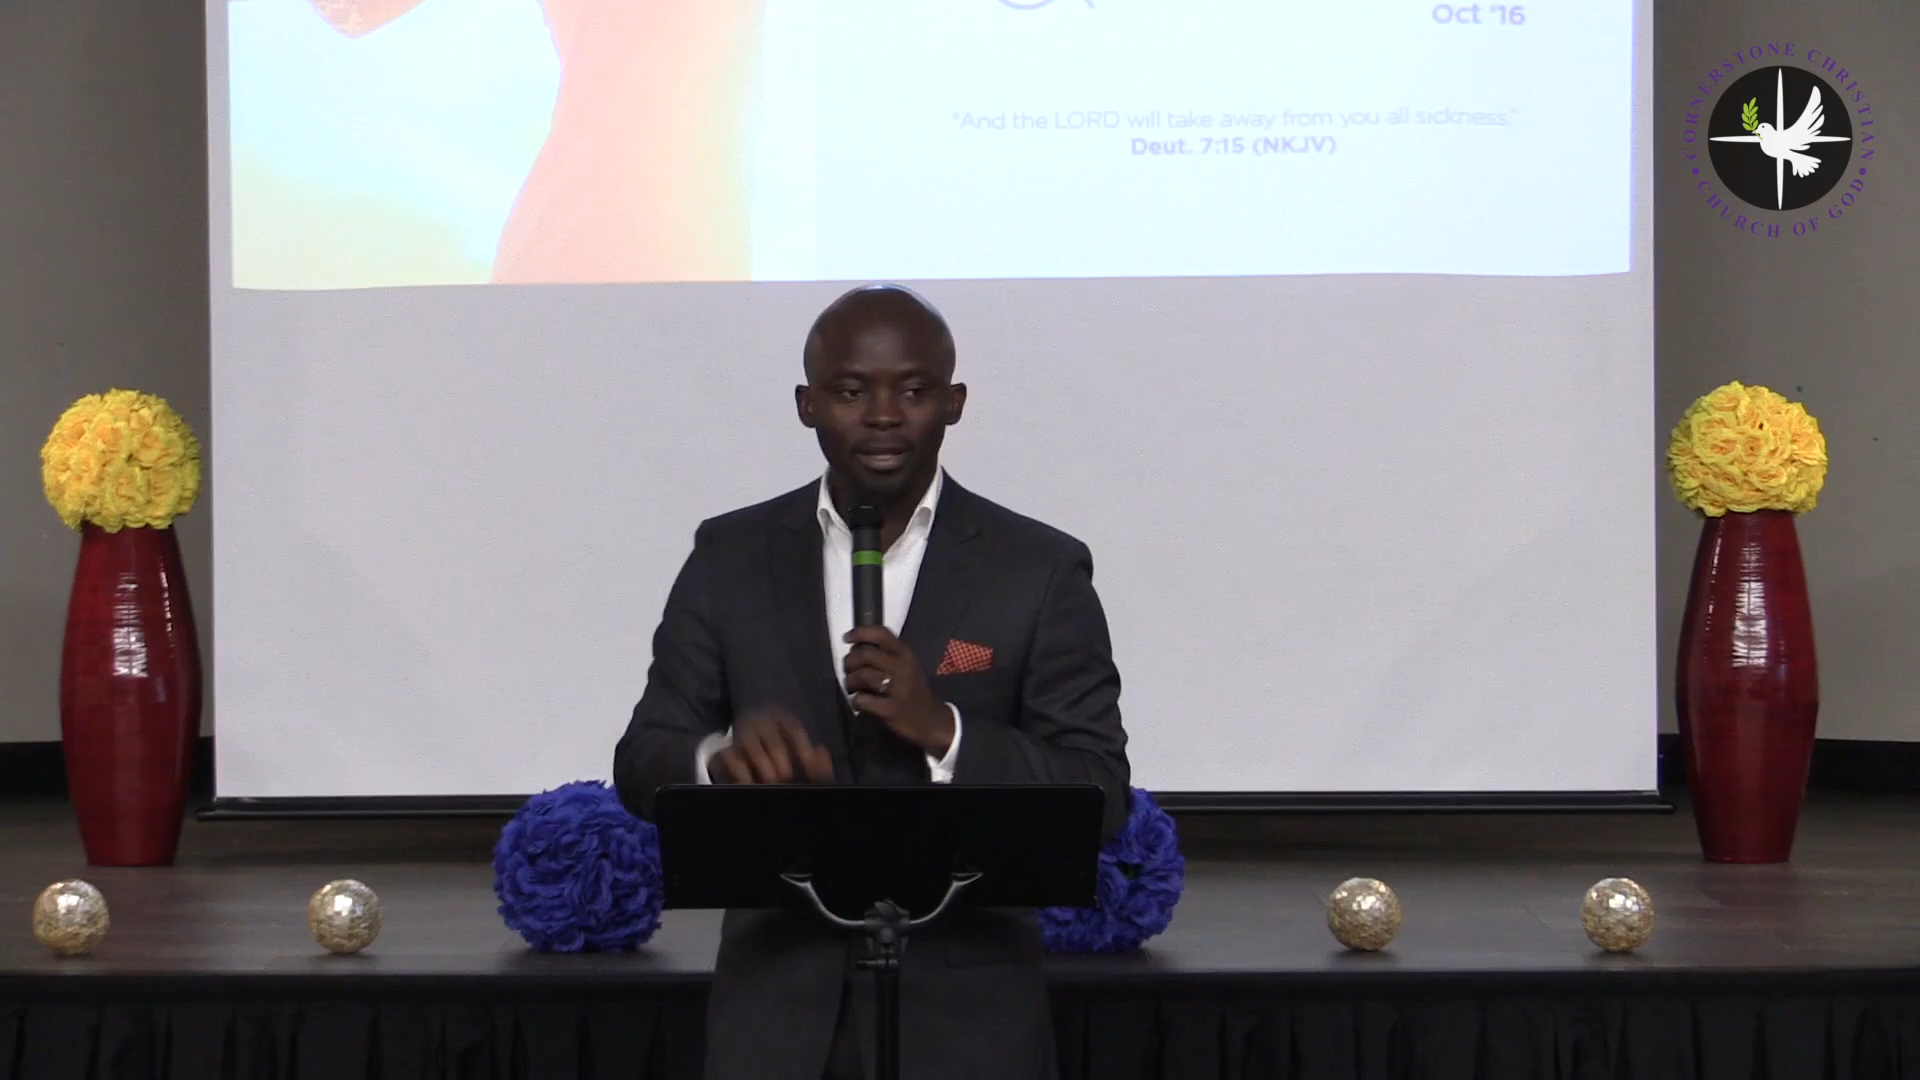 Oct '16
"And the LORD will take away from you all sickness."
Deut. 7:15 (NKJV)
CORNERSTONE CHRISTIAN
CHURCH OF GOD